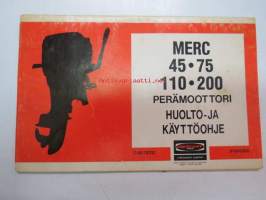 MERC
45・75
110・200
PERÄMOOTTORI
HUOLTO-JA
KÄYTTÖOHJE